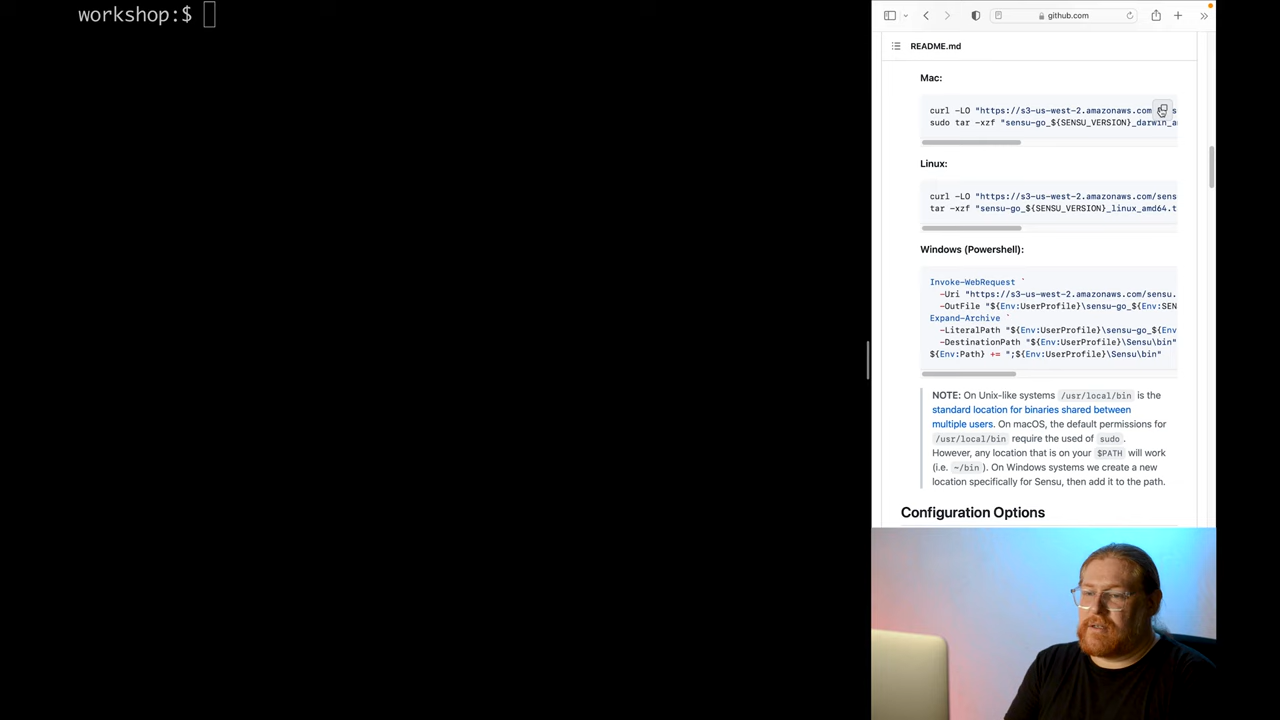 workshop:$
github.com
README.md
Mac:
curl -LO "https://s3-us-west-2.amazonaws.com
sudo tar -xzf "sensu-go_${SENSU_VERSION}_darwin_a
Linux:
curl -LO "https://s3-us-west-2.amazonaws.com/sens
tar -xzf "sensu-go_${SENSU_VERSION}_linux_amd64.t
Windows (Powershell):
Invoke-WebRequest `
-Uri "https://s3-us-west-2.amazonaws.com/sensu.
-OutFile "${Env:UserProfile}\sensu-go_${Env:SEN
Expand-Archive `
-LiteralPath "${Env:UserProfile}\sensu-go_${Env
-DestinationPath "${Env:UserProfile}\Sensu\bin"
${Env:Path} += ";${Env:UserProfile}\Sensu\bin"
NOTE: On Unix-like systems /usr/local/bin is the
standard location for binaries shared between
multiple users. On macOS, the default permissions for
/usr/local/bin require the used of sudo.
However, any location that is on your $PATH will work
(i.e. ~/bin ). On Windows systems we create a new
location specifically for Sensu, then add it to the path.
Configuration Options